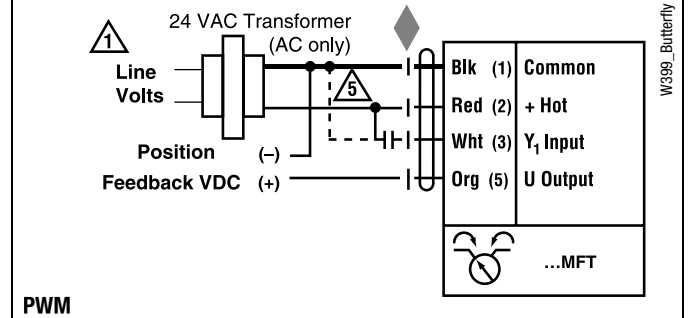 24 VAC Transformer
(AC only)
1
Line
Volts
5
Blk (1) Common
Red (2) + Hot
Wht (3) Y1 Input
Org (5) U Output
Position (–)
Feedback VDC (+)
...MFT
PWM
W399_Butterfly